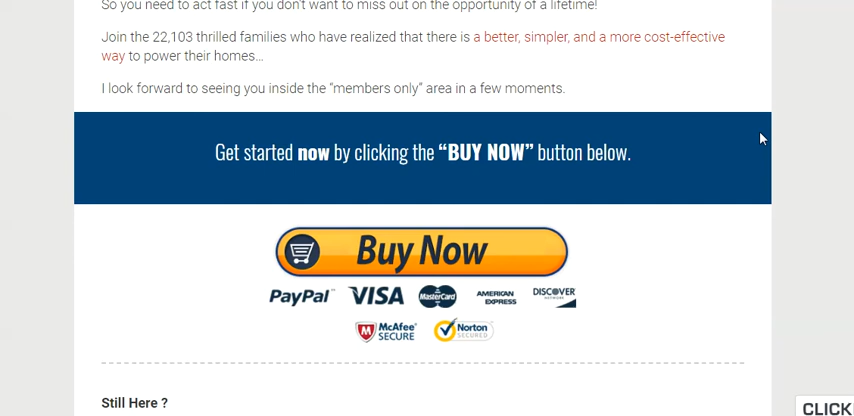 So you need to act fast if you don't want to miss out on the opportunity of a lifetime!
Join the 22,103 thrilled families who have realized that there is a better, simpler, and a more cost-effective
way to power their homes...
I look forward to seeing you inside the “members only” area in a few moments.
Get started now by clicking the “BUY NOW” button below.
Buy Now
PayPal VISA MasterCard AMERICAN EXPRESS DISCOVER NETWORK
McAfee SECURE Norton SECURED
Still Here ?
CLICK